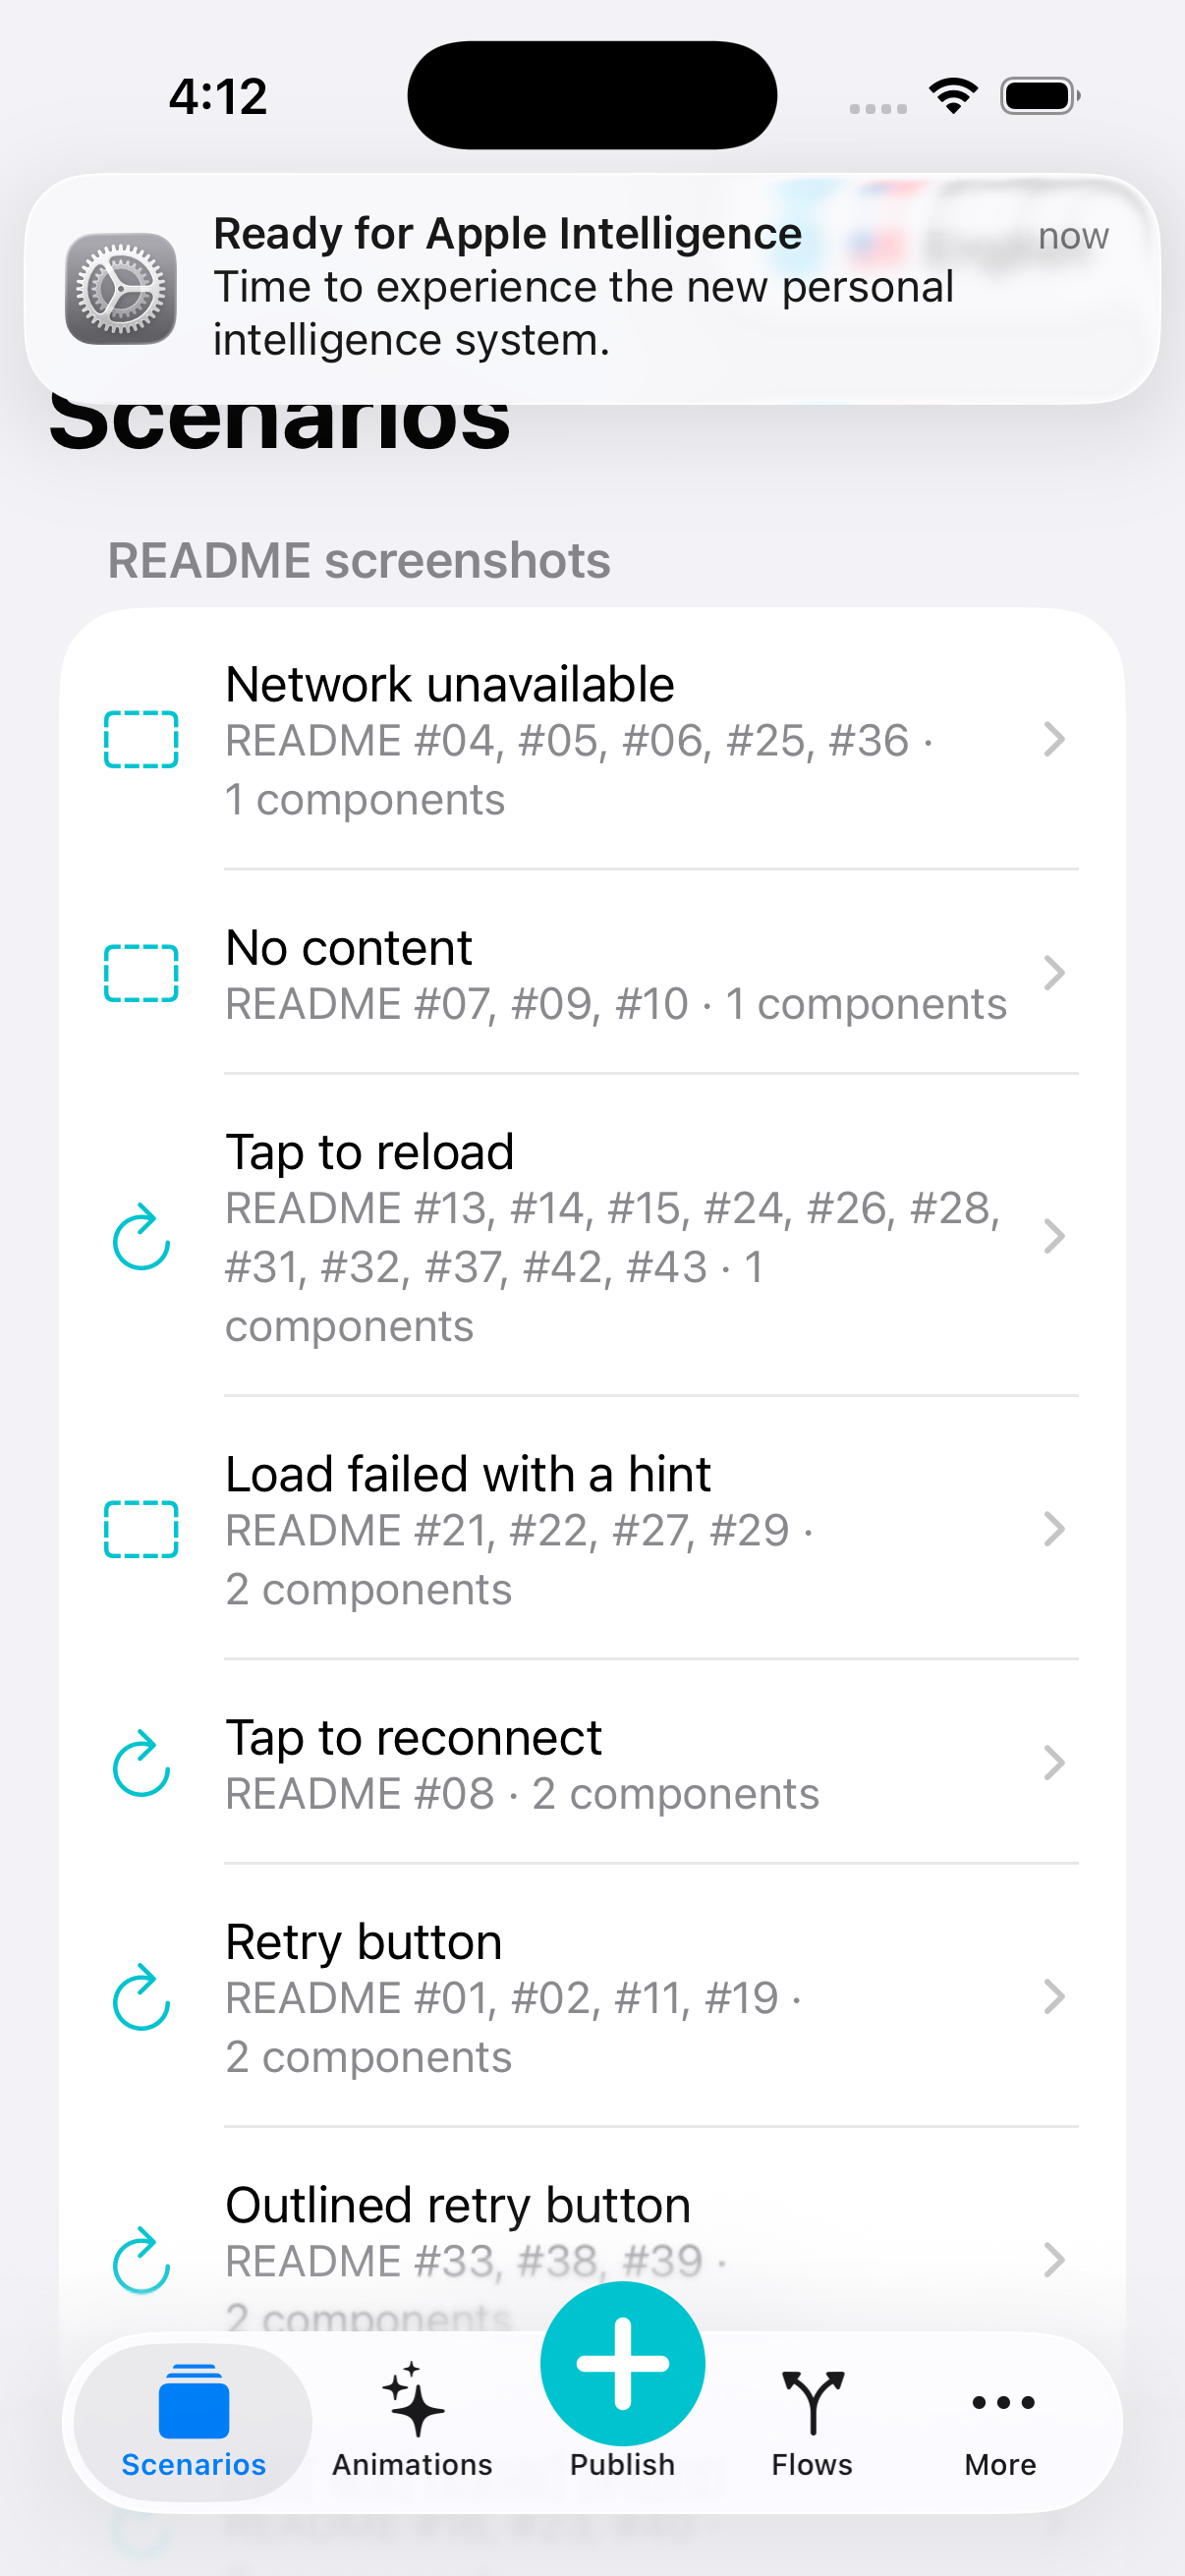 4:12
Ready for Apple Intelligence
now
Time to experience the new personal
intelligence system.
Scenarios
README screenshots
Network unavailable
README #04, #05, #06, #25, #36 ·
1 components
No content
README #07, #09, #10 · 1 components
Tap to reload
README #13, #14, #15, #24, #26, #28,
#31, #32, #37, #42, #43 · 1
components
Load failed with a hint
README #21, #22, #27, #29 ·
2 components
Tap to reconnect
README #08 · 2 components
Retry button
README #01, #02, #11, #19 ·
2 components
Outlined retry button
README #33, #38, #39 ·
2 components
Scenarios
Animations
Publish
Flows
More